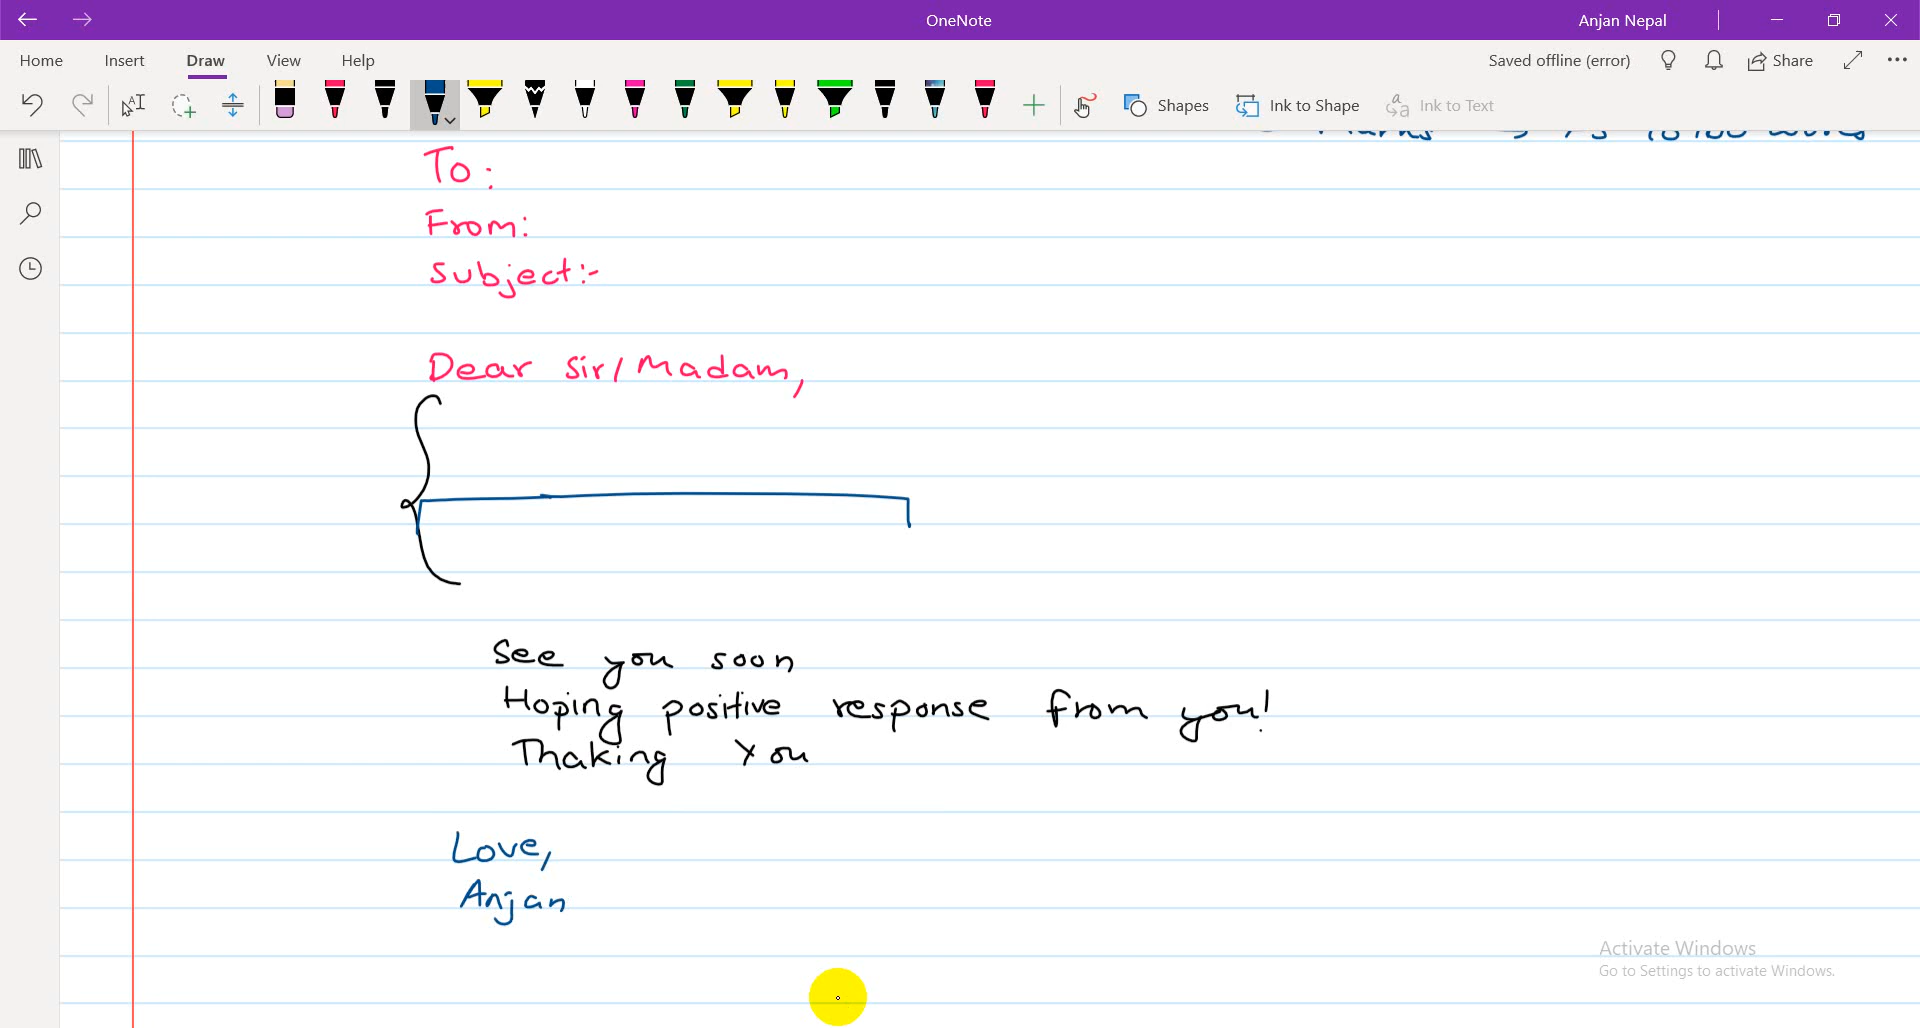 OneNote
Anjan Nepal
Home Insert Draw View Help
Saved offline (error)
Share
Shapes
Ink to Shape
Ink to Text
To:
From:
Subject:-
Dear Sir/Madam,
See you soon
Hoping positive response from you!
Thaking You
Love,
Anjan
Activate Windows
Go to Settings to activate Windows.